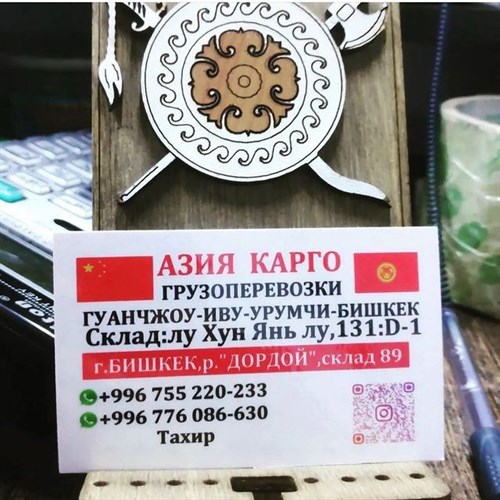 АЗИЯ КАРГО
ГРУЗОПЕРЕВОЗКИ
ГУАНЧЖОУ-ИВУ-УРУМЧИ-БИШКЕК
Склад:лу Хун Янь лу,131:D-1
г.БИШКЕК,р."ДОРДОЙ",склад 89
+996 755 220-233
+996 776 086-630
Тахир